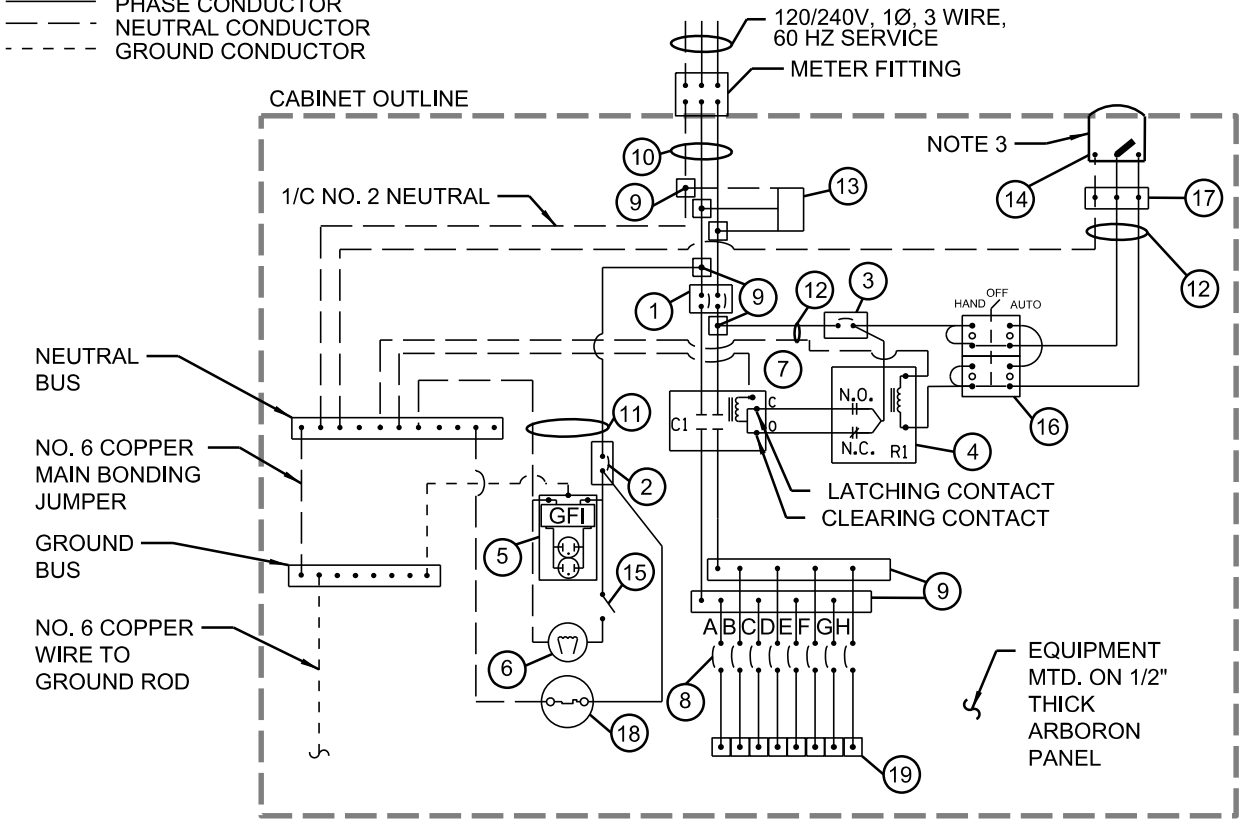 PHASE CONDUCTOR
NEUTRAL CONDUCTOR
GROUND CONDUCTOR
120/240V, 1Ø, 3 WIRE,
60 HZ SERVICE
METER FITTING
CABINET OUTLINE
NOTE 3
10
13
14
17
9
1/C NO. 2 NEUTRAL
12
3
12
9
1
HAND OFF AUTO
NEUTRAL
BUS
7
C1
C
O
N.O.
N.C.
R1
16
4
11
NO. 6 COPPER
MAIN BONDING
JUMPER
2
LATCHING CONTACT
CLEARING CONTACT
GFI
5
GROUND
BUS
15
9
NO. 6 COPPER
WIRE TO
GROUND ROD
A B C D E F G H
6
8
EQUIPMENT
MTD. ON 1/2"
THICK
ARBORON
PANEL
18
19